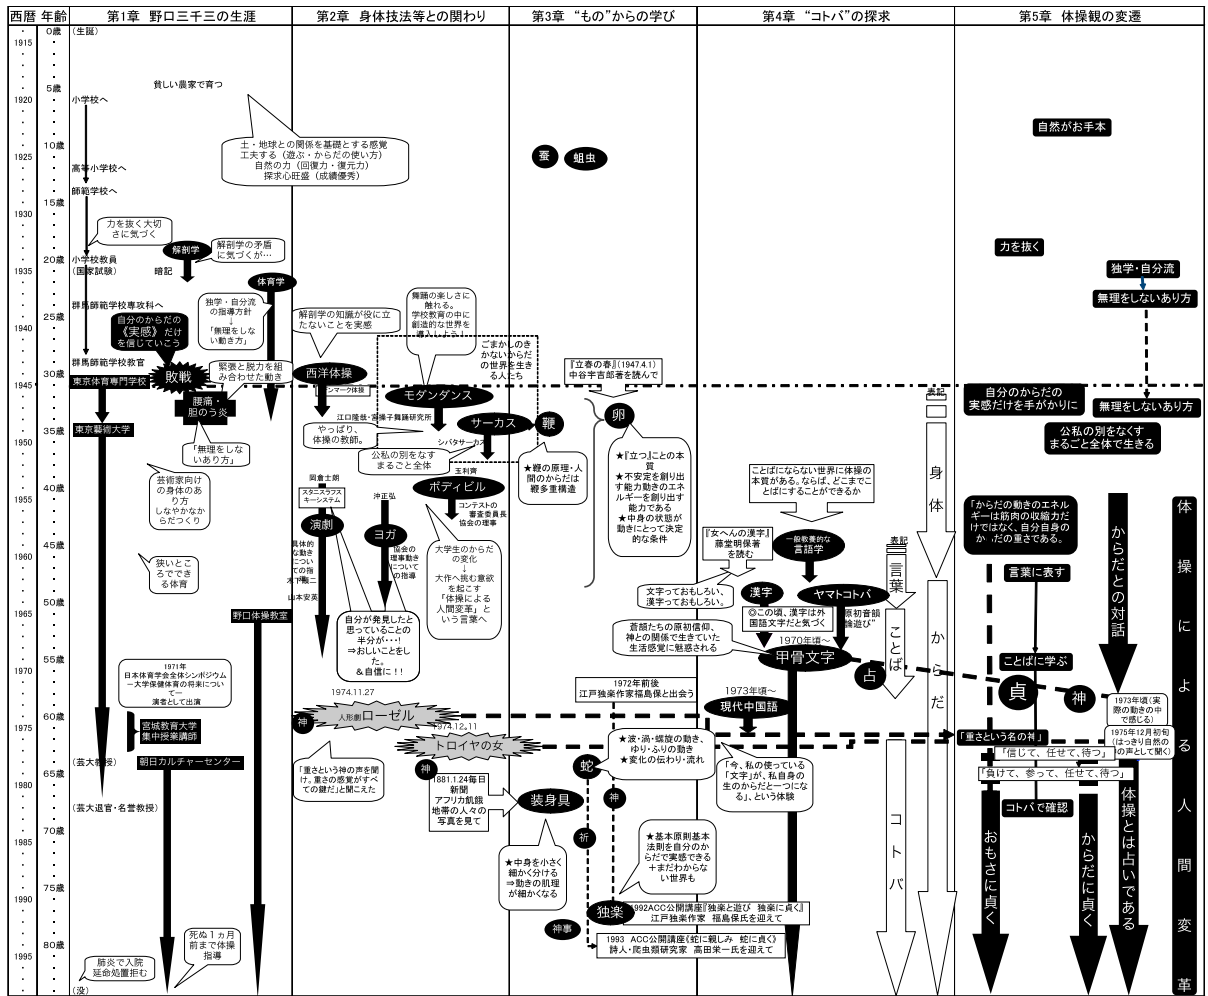 西暦 年齢 第1章 野口三千三の生涯 第2章 身体技法等との関わり 第3章 “もの”からの学び 第4章 “コトバ”の探求 第5章 体操観の変遷
1915
1920
1925
1930
1935
1940
1945
1950
1955
1960
1965
1970
1975
1980
1985
1990
1995
0歳
5歳
10歳
15歳
20歳
25歳
30歳
35歳
40歳
45歳
50歳
55歳
60歳
65歳
70歳
75歳
80歳
(生誕)
貧しい農家で育つ
小学校へ
土・地球との関係を基礎とする感覚
工夫する（遊ぶ・からだの使い方）
自然の力（回復力・復元力）
探求心旺盛（成績優秀）
高等小学校へ
師範学校へ
力を抜く大切
さに気づく
解剖学
解剖学の矛盾
に気づくが…
小学校教員
(国家試験)
暗記
体育学
群馬師範学校専攻科へ
独学・自分流
の指導方針
↓
「無理をしな
い動き方」
自分のからだの
《実感》だけ
を信じていこう
群馬師範学校教官
敗戦
緊張と脱力を組
み合わせた動き
東京体育専門学校
腰痛・
胆のう炎
東京藝術大学
「無理をしな
いあり方」
芸術家向け
の身体のあ
り方
しなやかなか
らだつくり
狭いとこ
ろででき
る体育
野口体操教室
1971年
日本体育学会全体シンポジウム
－大学保健体育の将来につい
て－
演者として出演
宮城教育大学
集中授業講師
朝日カルチャーセンター
(芸大教授)
(芸大退官・名誉教授)
死ぬ1ヵ月
前まで体操
指導
肺炎で入院
延命処置拒む
(没)
解剖学の知識が役に立
たないことを実感
舞踊の楽しさに
触れる。
学校教育の中に
創造的な世界を
導入しよう！
西洋体操
モダンダンス
江口隆哉・宮操子舞踊研究所
やっぱり、
体操の教師。
サーカス
シバタサーカス
公私の別をなす
まるごと全体
玉利齊
ボディビル
コンテストの
審査委員長
協会の理事
岡倉士朗
スタニスラフス
キーシステム
演劇
具体的
な動き
につい
ての指
山本安英
沖正弘
ヨガ
協会の
理事動き
について
の指導
大学生のからだ
の変化
↓
大作へ挑む意欲
を起こす
「体操による
人間変革」と
いう言葉へ
自分が発見したと
思っていることの
半分が・・・!
⇒おしいことをし
た。
＆自信に!!
1974.11.27
神
人形劇ローゼル
1974.12.11
トロイヤの女
「重さという神の声を聞
け。重さの感覚がすべ
ての鍵だ」と聞こえた
神
1881.1.24毎日
新聞
アフリカ飢餓
地帯の人々の
写真を見て
蚕
蛆虫
ごまかしのき
かないからだ
の世界を生き
る人たち
『立春の春』(1947.4.1)
中谷宇吉郎著を読んで
鞭
卵
★鞭の原理・人
間のからだは
鞭多重構造
★『立つ』ことの本
質
★不安定を創り出
す能力動きのエネ
ルギーを創り出す
能力である
★中身の状態が
動きにとって決定
的な条件
1972年前後
江戸独楽作家福島保と出会う
★波・渦・螺旋の動き、
ゆり・ふりの動き
★変化の伝わり・流れ
蛇
神
装身具
祈
★中身を小さく
細かく分ける
⇒動きの肌理
が細かくなる
★基本原則基本
法則を自分のか
らだで実感できる
＋まだわからな
い世界も
独楽
1992ACC公開講座『独楽と遊び 独楽に貞く』
江戸独楽作家 福島保氏を迎えて
神事
1993 ACC公開講座《蛇に親しみ 蛇に貞く》
詩人・爬虫類研究家 高田栄一氏を迎えて
ことばにならない世界に体操の
本質がある。ならば、どこまでこ
とばにすることができるか
『女へんの漢字』
藤堂明保著
を読む
一般教養的な
言語学
文字っておもしろい、
漢字っておもしろい。
漢字
ヤマトコトバ
◎この頃、漢字は外
国語文字だと気づく
蒼頡たちの原初信仰、
神との関係で生きていた
生活感覚に魅惑される
1970年頃～
甲骨文字
占
1973年頃～
現代中国語
「今、私の使っている
「文字」が、私自身の
生のからだと一つにな
る」、という体験
表記
身体
からだ
表記
言葉
ことば
コトバ
自然がお手本
力を抜く
独学・自分流
無理をしないあり方
自分のからだの
実感だけを手がかりに
無理をしないあり方
公私の別をなくす
まるごと全体で生きる
「からだの動きのエネル
ギーは筋肉の収縮力だ
けではなく、自分自身の
からだの重さである。
言葉に表す
からだとの対話
ことばに学ぶ
貞
神
1973年頃(実
際の動きの中
で感じる)
1975年12月初旬
(はっきり自然の
神の声として聞く)
「重さという名の神」
「信じて、任せて、待つ」
「負けて、参って、任せて、待つ」
コトバで確認
おもさに貞く
からだに貞く
体操とは占いである
体操による人間変革